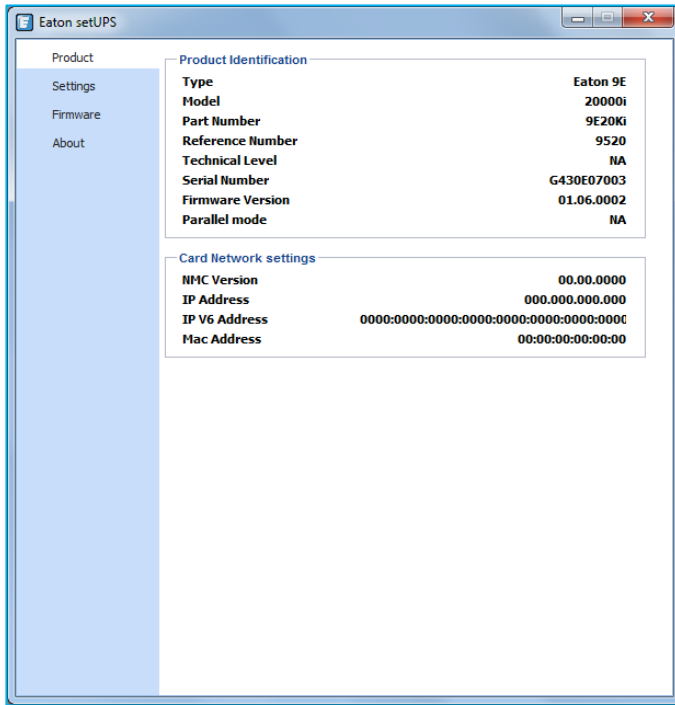 Eaton setUPS
Product
Settings
Firmware
About
Product Identification
Type Eaton 9E
Model 20000i
Part Number 9E20Ki
Reference Number 9520
Technical Level NA
Serial Number G430E07003
Firmware Version 01.06.0002
Parallel mode NA
Card Network settings
NMC Version 00.00.0000
IP Address 000.000.000.000
IP V6 Address 0000:0000:0000:0000:0000:0000:0000:0000
Mac Address 00:00:00:00:00:00